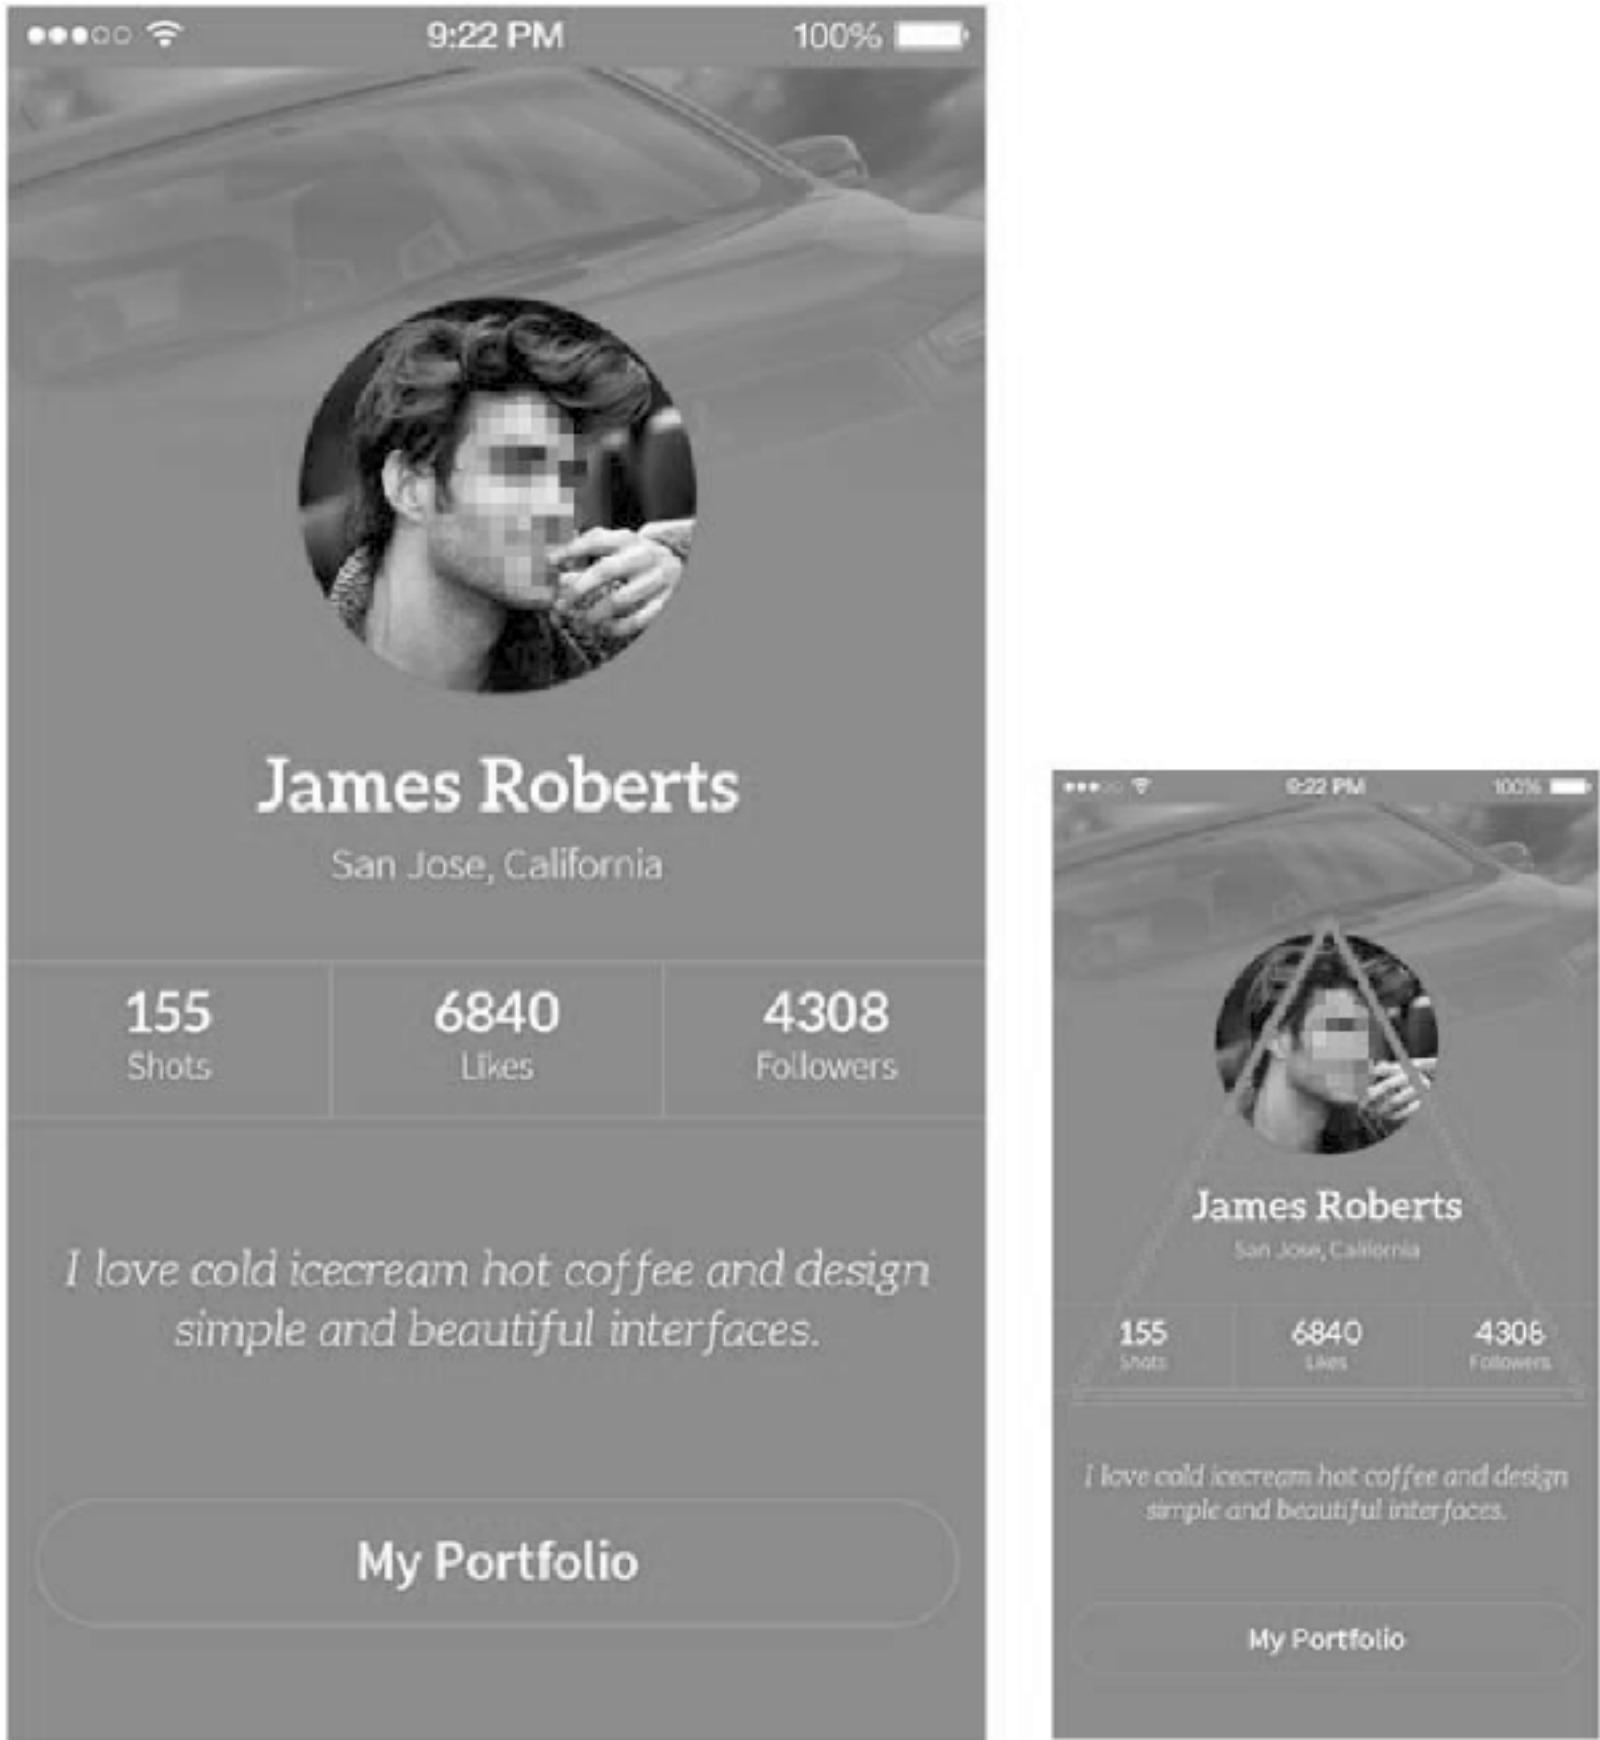 9:22 PM 100%
James Roberts
San Jose, California
155 6840 4308
Shots Likes Followers
I love cold icecream hot coffee and design
simple and beautiful interfaces.
My Portfolio
9:22 PM 100%
James Roberts
San Jose, California
155 6840 4308
Shots Likes Followers
I love cold icecream hot coffee and design
simple and beautiful interfaces.
My Portfolio